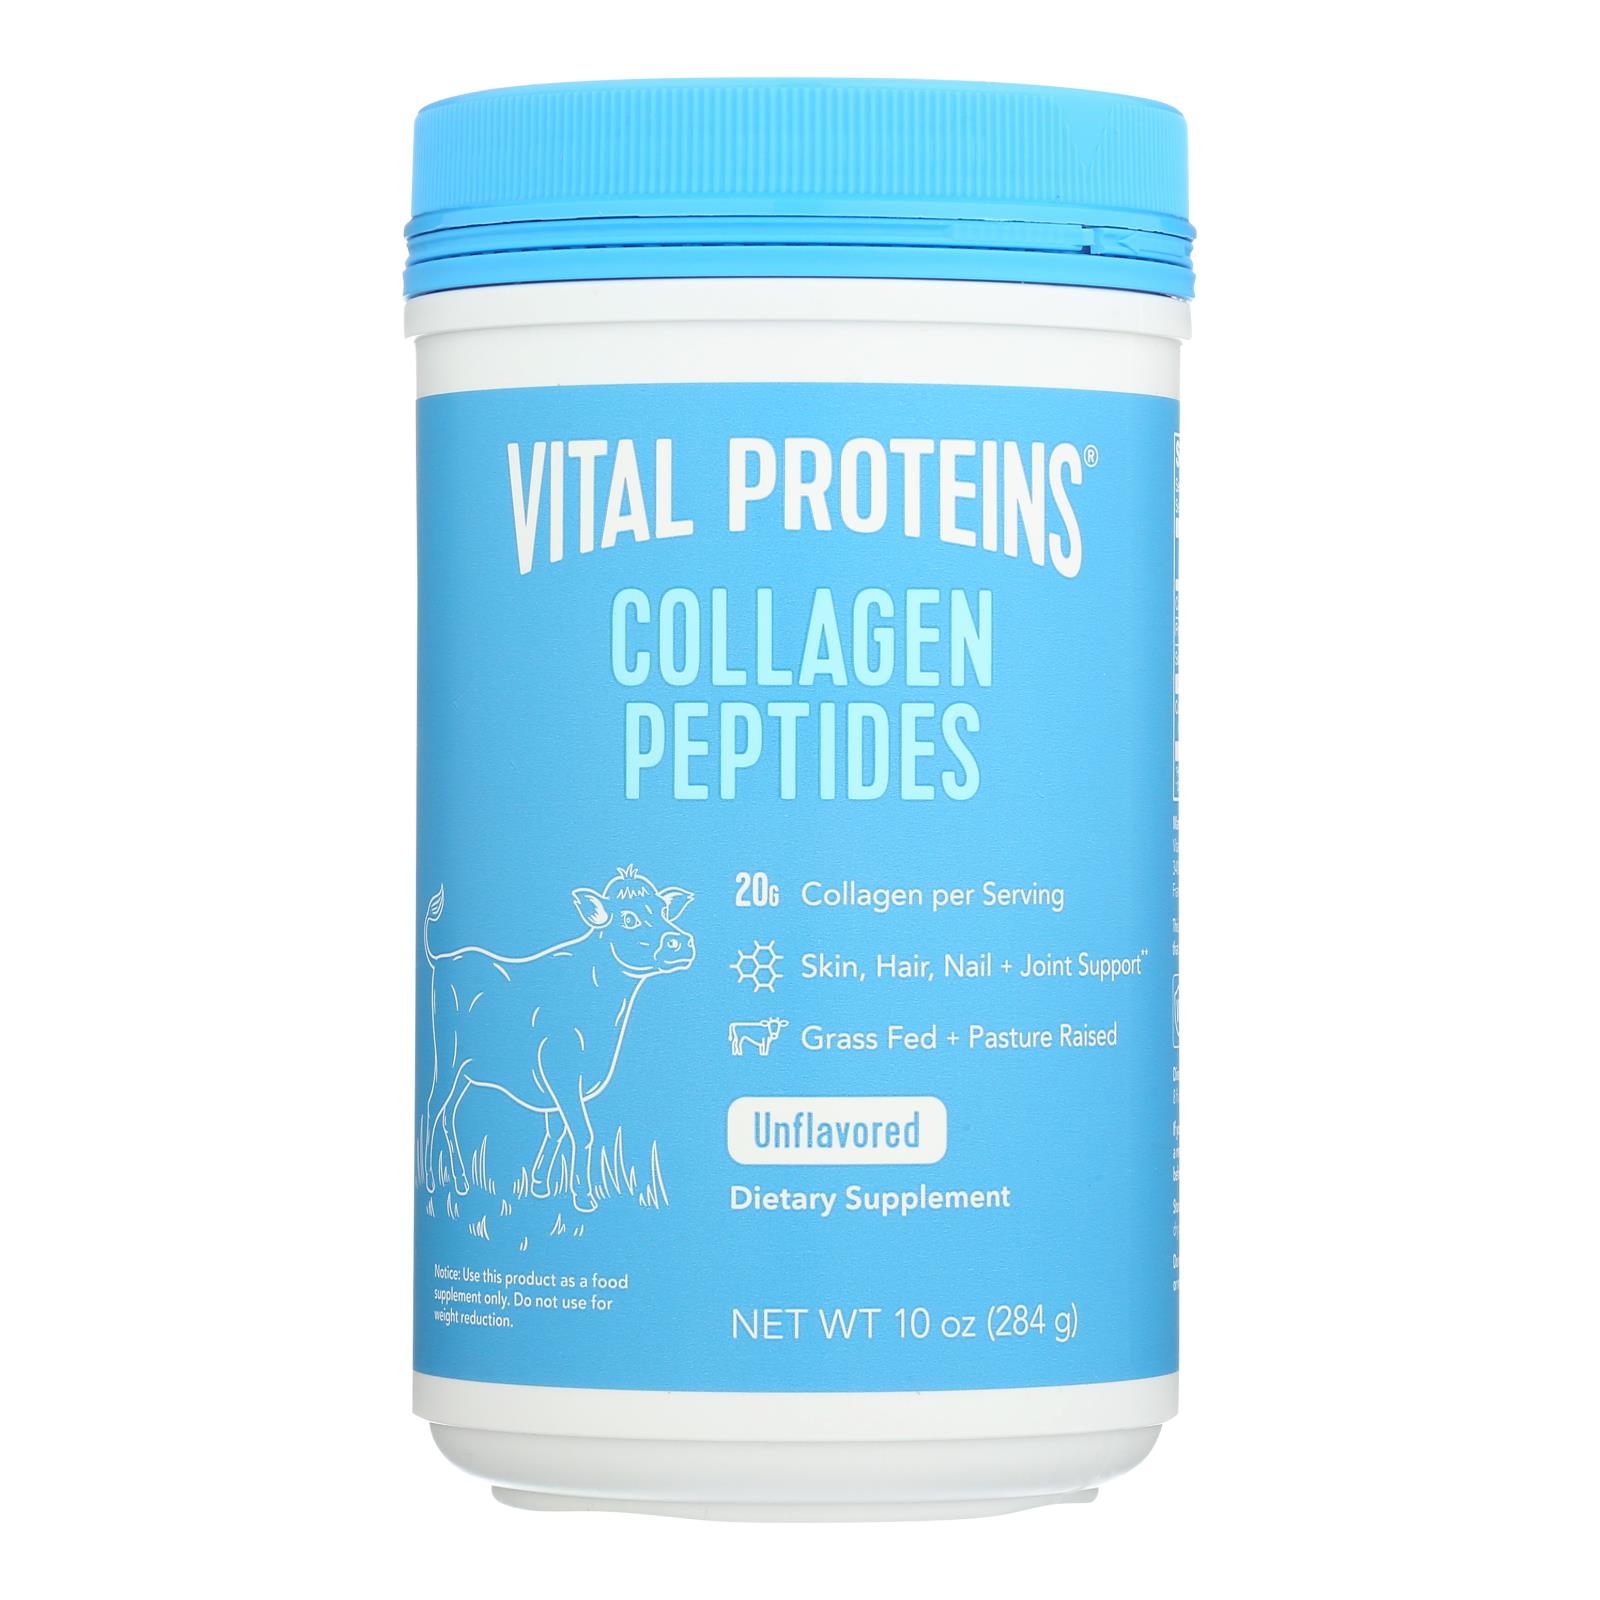 VITAL PROTEINS®
COLLAGEN
PEPTIDES
20G Collagen per Serving
Skin, Hair, Nail + Joint Support**
Grass Fed + Pasture Raised
Unflavored
Dietary Supplement
Notice: Use this product as a food
supplement only. Do not use for
weight reduction.
NET WT 10 oz (284 g)